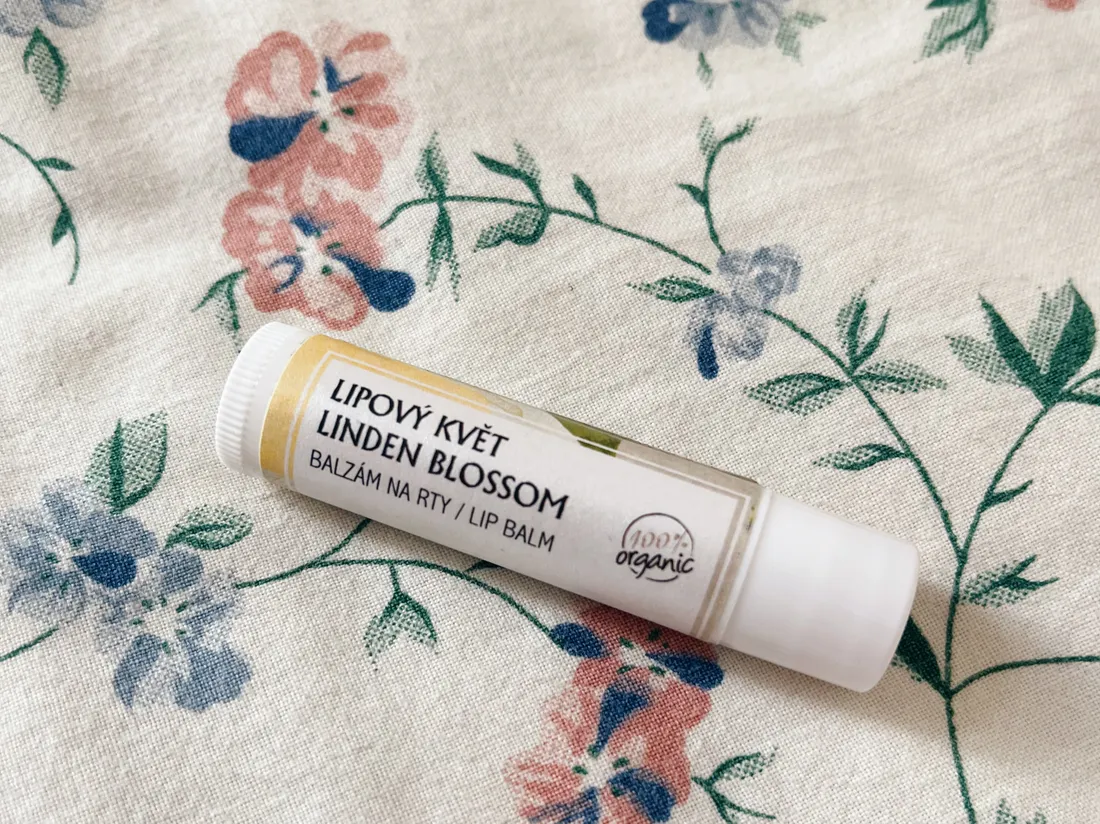 LIPOVÝ KVĚT
LINDEN BLOSSOM
BALZÁM NA RTY / LIP BALM
100%
organic